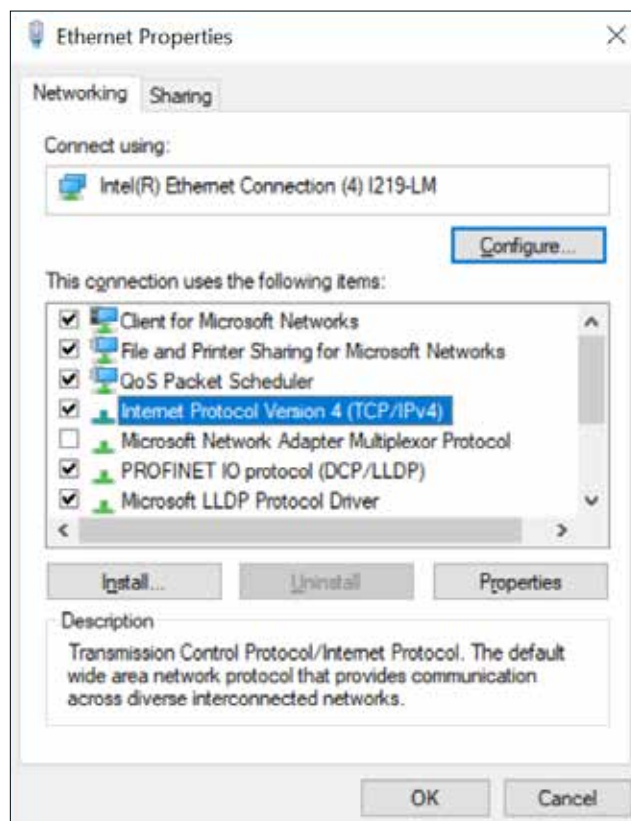 Ethernet Properties
Networking
Sharing
Connect using:
Intel(R) Ethernet Connection (4) I219-LM
Configure...
This connection uses the following items:
Client for Microsoft Networks
File and Printer Sharing for Microsoft Networks
QoS Packet Scheduler
Internet Protocol Version 4 (TCP/IPv4)
Microsoft Network Adapter Multiplexor Protocol
PROFINET IO protocol (DCP/LLDP)
Microsoft LLDP Protocol Driver
Install...
Uninstall
Properties
Description
Transmission Control Protocol/Internet Protocol. The default
wide area network protocol that provides communication
across diverse interconnected networks.
OK
Cancel